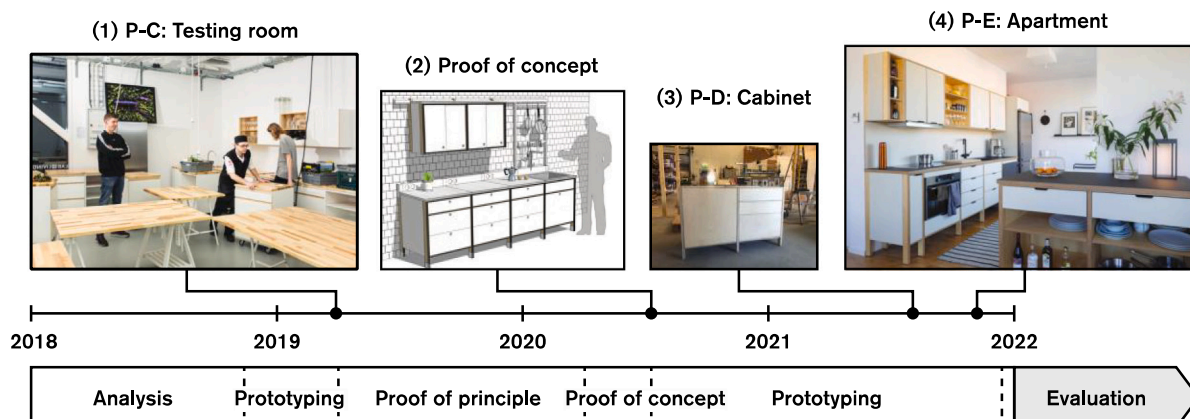 (1) P-C: Testing room
(2) Proof of concept
(3) P-D: Cabinet
(4) P-E: Apartment
2018 2019 2020 2021 2022
Analysis Prototyping Proof of principle Proof of concept Prototyping Evaluation